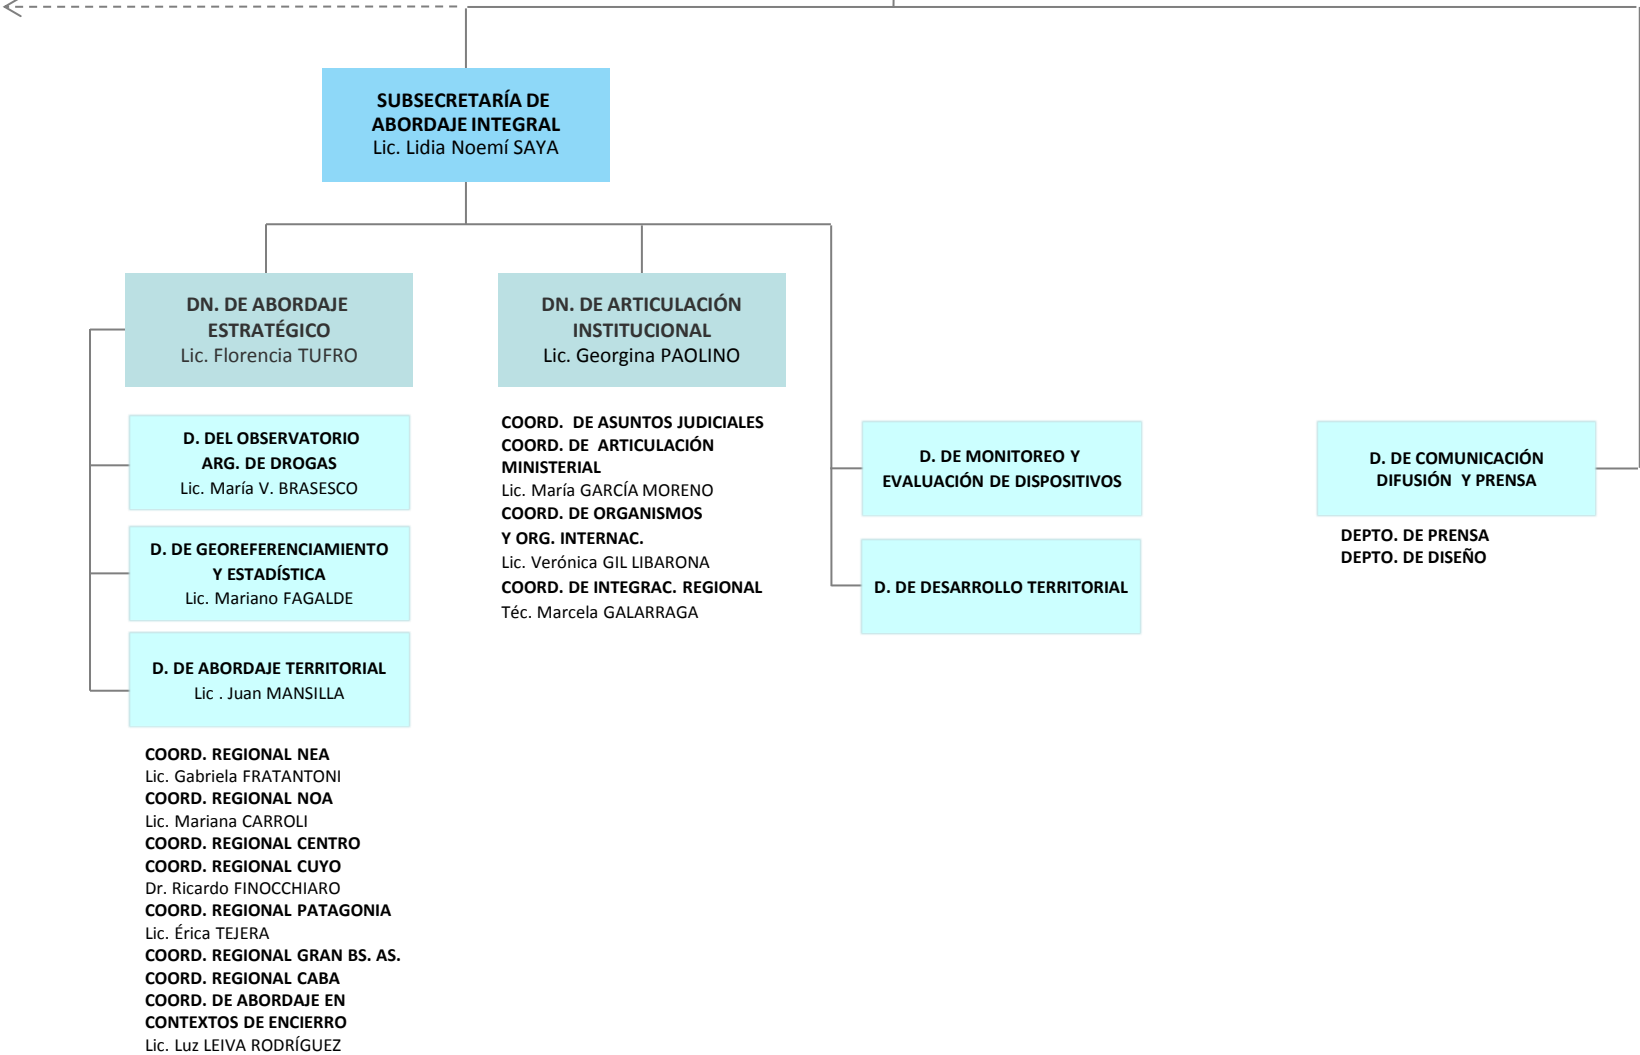 SUBSECRETARÍA DE
ABORDAJE INTEGRAL
Lic. Lidia Noemí SAYA
DN. DE ABORDAJE
ESTRATÉGICO
Lic. Florencia TUFRO
D. DEL OBSERVATORIO
ARG. DE DROGAS
Lic. María V. BRASESCO
D. DE GEOREFERENCIAMIENTO
Y ESTADÍSTICA
Lic. Mariano FAGALDE
D. DE ABORDAJE TERRITORIAL
Lic . Juan MANSILLA
COORD. REGIONAL NEA
Lic. Gabriela FRATANTONI
COORD. REGIONAL NOA
Lic. Mariana CARROLI
COORD. REGIONAL CENTRO
COORD. REGIONAL CUYO
Dr. Ricardo FINOCCHIARO
COORD. REGIONAL PATAGONIA
Lic. Érica TEJERA
COORD. REGIONAL GRAN BS. AS.
COORD. REGIONAL CABA
COORD. DE ABORDAJE EN
CONTEXTOS DE ENCIERRO
Lic. Luz LEIVA RODRÍGUEZ
DN. DE ARTICULACIÓN
INSTITUCIONAL
Lic. Georgina PAOLINO
COORD. DE ASUNTOS JUDICIALES
COORD. DE ARTICULACIÓN
MINISTERIAL
Lic. María GARCÍA MORENO
COORD. DE ORGANISMOS
Y ORG. INTERNAC.
Lic. Verónica GIL LIBARONA
COORD. DE INTEGRAC. REGIONAL
Téc. Marcela GALARRAGA
D. DE MONITOREO Y
EVALUACIÓN DE DISPOSITIVOS
D. DE DESARROLLO TERRITORIAL
D. DE COMUNICACIÓN
DIFUSIÓN Y PRENSA
DEPTO. DE PRENSA
DEPTO. DE DISEÑO